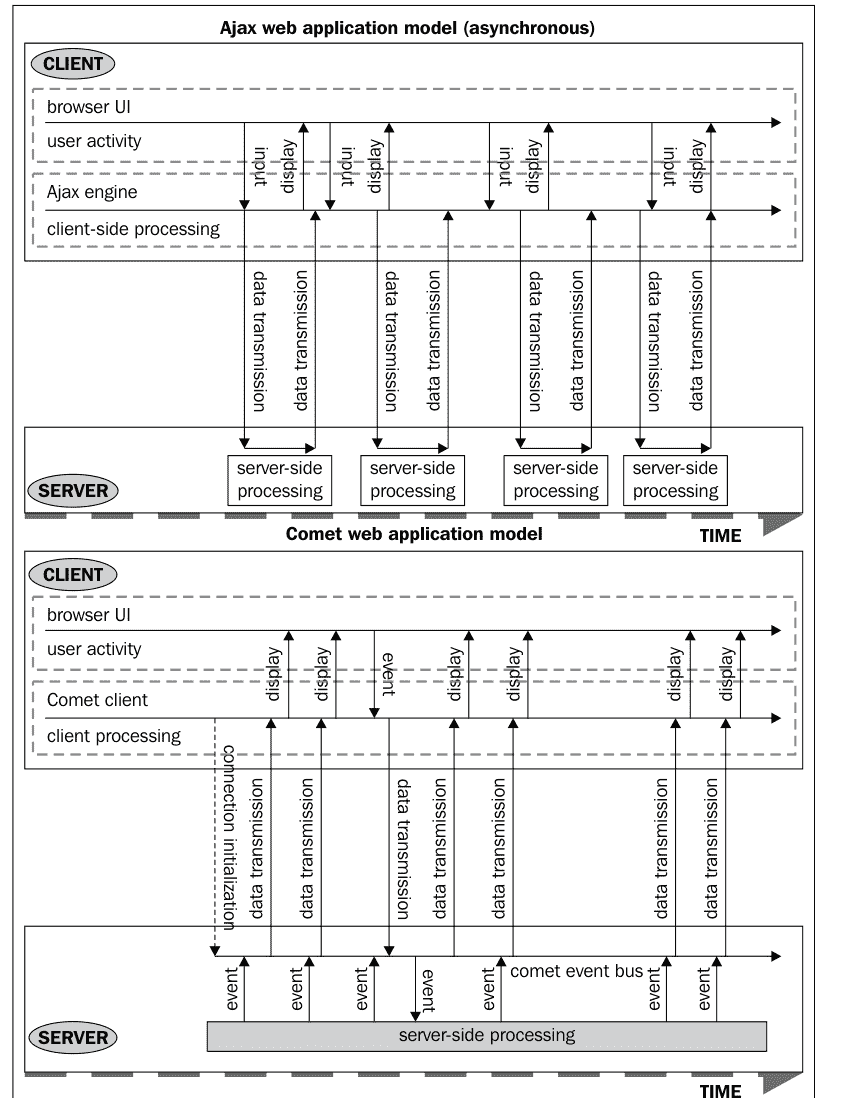 Ajax web application model (asynchronous)
CLIENT
browser UI
user activity
input
display
input
display
input
display
input
display
Ajax engine
client-side processing
data transmission
data transmission
data transmission
data transmission
data transmission
data transmission
data transmission
data transmission
server-side
processing
server-side
processing
server-side
processing
server-side
processing
SERVER
TIME
Comet web application model
CLIENT
browser UI
user activity
display
display
event
display
display
display
display
Comet client
client processing
connection initialization
data transmission
data transmission
data transmission
data transmission
data transmission
data transmission
data transmission
event
event
event
event
event
comet event bus
event
event
server-side processing
SERVER
TIME